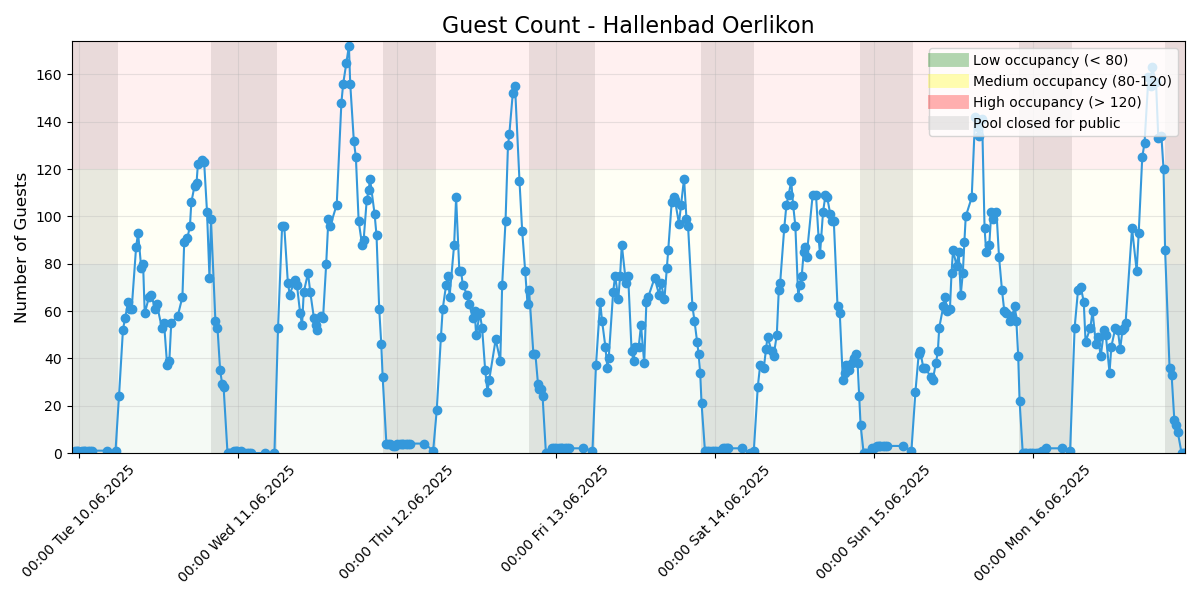 Guest Count - Hallenbad Oerlikon
Number of Guests
160
140
120
100
80
60
40
20
0
Low occupancy (< 80)
Medium occupancy (80-120)
High occupancy (> 120)
Pool closed for public
00:00 Tue 10.06.2025
00:00 Wed 11.06.2025
00:00 Thu 12.06.2025
00:00 Fri 13.06.2025
00:00 Sat 14.06.2025
00:00 Sun 15.06.2025
00:00 Mon 16.06.2025